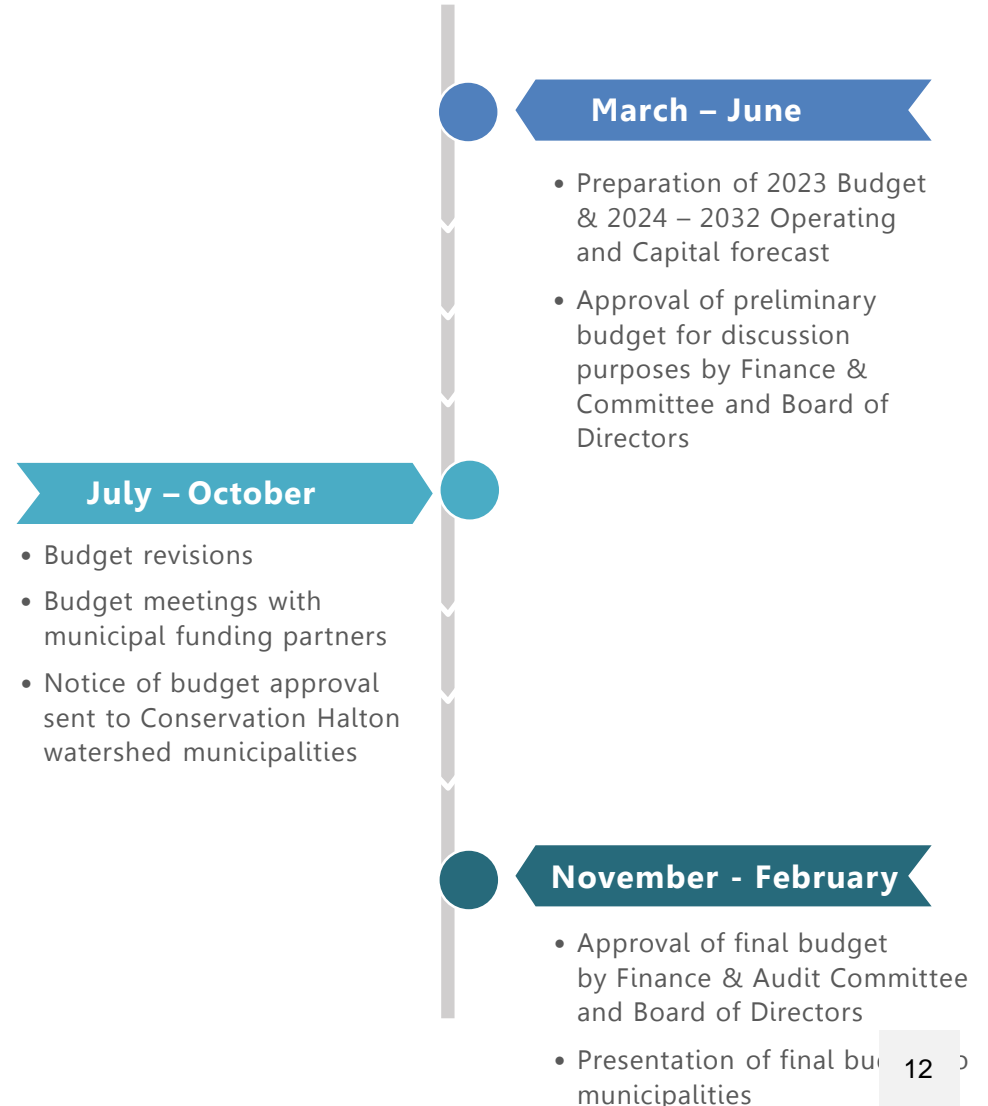 March – June
• Preparation of 2023 Budget
& 2024 – 2032 Operating
and Capital forecast
• Approval of preliminary
budget for discussion
purposes by Finance &
Committee and Board of
Directors
July – October
• Budget revisions
• Budget meetings with
municipal funding partners
• Notice of budget approval
sent to Conservation Halton
watershed municipalities
November - February
• Approval of final budget
by Finance & Audit Committee
and Board of Directors
• Presentation of final
municipalities
12